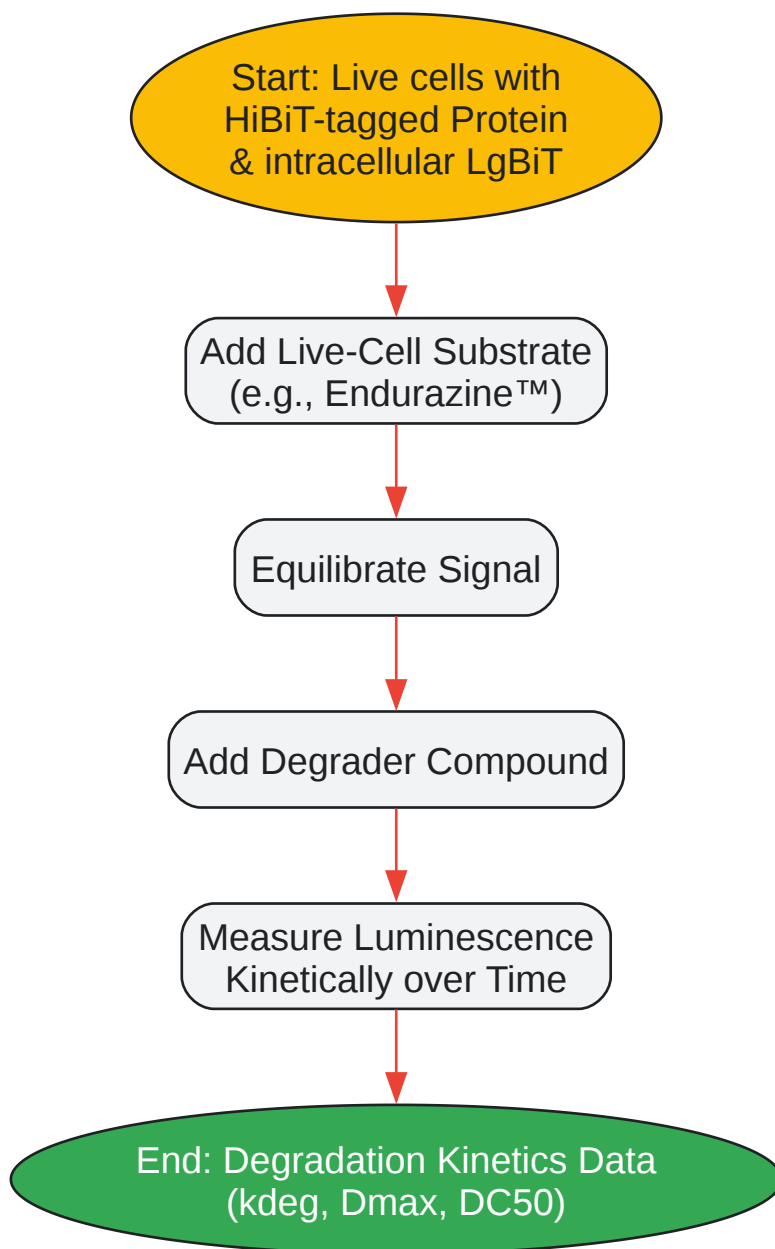 Start: Live cells with
HiBiT-tagged Protein
& intracellular LgBiT
Add Live-Cell Substrate
(e.g., Endurazine™)
Equilibrate Signal
Add Degrader Compound
Measure Luminescence
Kinetically over Time
End: Degradation Kinetics Data
(kdeg, Dmax, DC50)